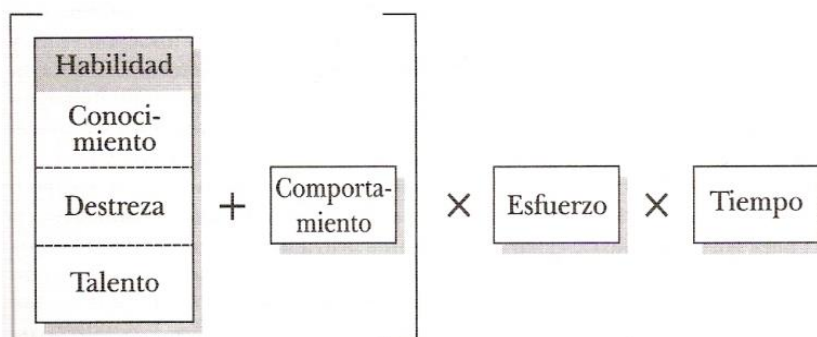 Habilidad
Conoci-
miento
Destreza
Talento
+
Comporta-
miento
×
Esfuerzo
×
Tiempo